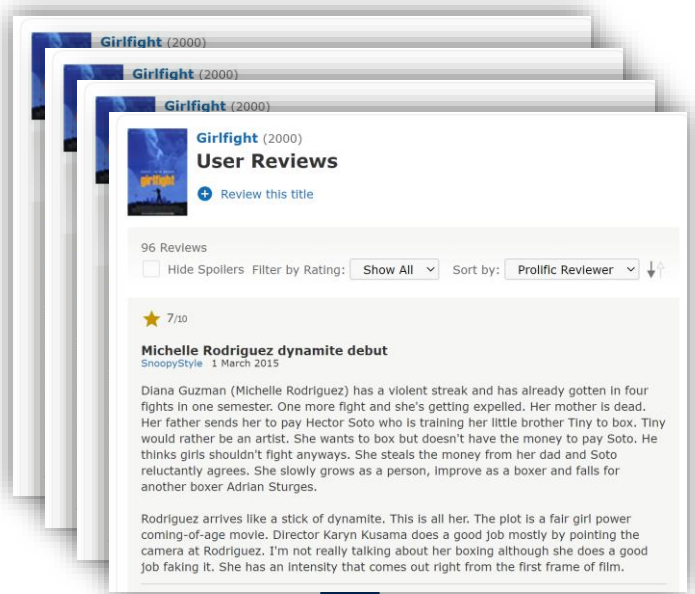 Girlfight (2000)
Girlfight (2000)
Girlfight (2000)
Girlfight (2000)
User Reviews
Review this title
girlfight
96 Reviews
Hide Spoilers Filter by Rating: Show All Sort by: Prolific Reviewer
7/10
Michelle Rodriguez dynamite debut
SnoopyStyle 1 March 2015
Diana Guzman (Michelle Rodriguez) has a violent streak and has already gotten in four
fights in one semester. One more fight and she's getting expelled. Her mother is dead.
Her father sends her to pay Hector Soto who is training her little brother Tiny to box. Tiny
would rather be an artist. She wants to box but doesn't have the money to pay Soto. He
thinks girls shouldn't fight anyways. She steals the money from her dad and Soto
reluctantly agrees. She slowly grows as a person, improve as a boxer and falls for
another boxer Adrian Sturges.
Rodriguez arrives like a stick of dynamite. This is all her. The plot is a fair girl power
coming-of-age movie. Director Karyn Kusama does a good job mostly by pointing the
camera at Rodriguez. I'm not really talking about her boxing although she does a good
job faking it. She has an intensity that comes out right from the first frame of film.